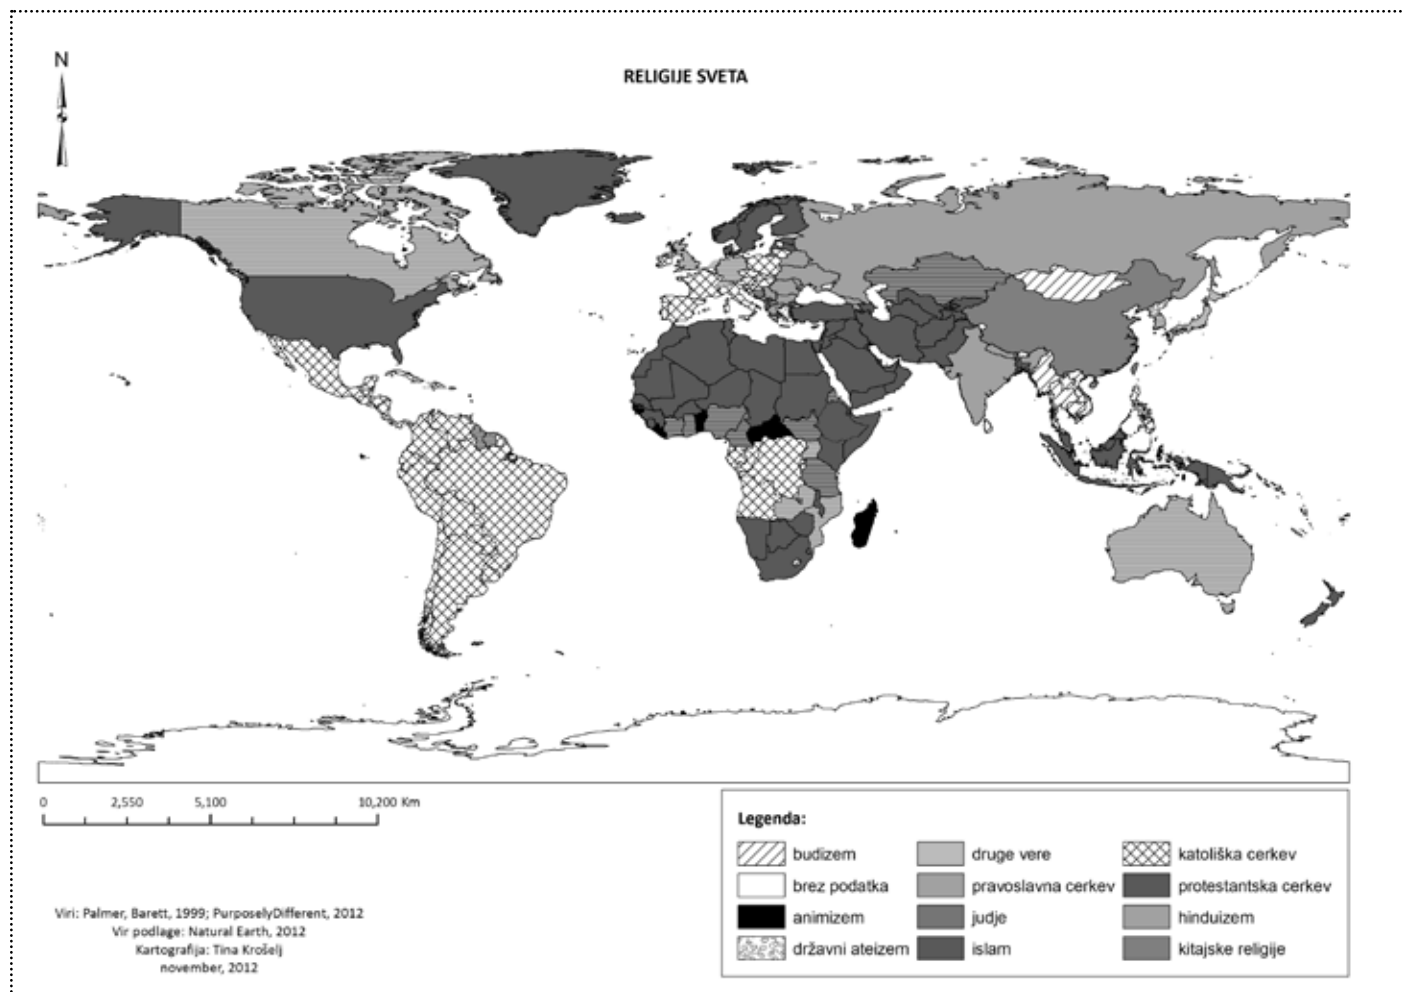 N
RELIGIJE SVETA
0 2,550 5,100 10,200 Km
Legenda:
budizem
brez podatka
animizem
državni ateizem
druge vere
pravoslavna cerkev
judje
islam
katoliška cerkev
protestantska cerkev
hinduizem
kitajske religije
Viri: Palmer, Barett, 1999; PurposelyDifferent, 2012
Vir podlage: Natural Earth, 2012
Kartografija: Tina Krošelj
november, 2012